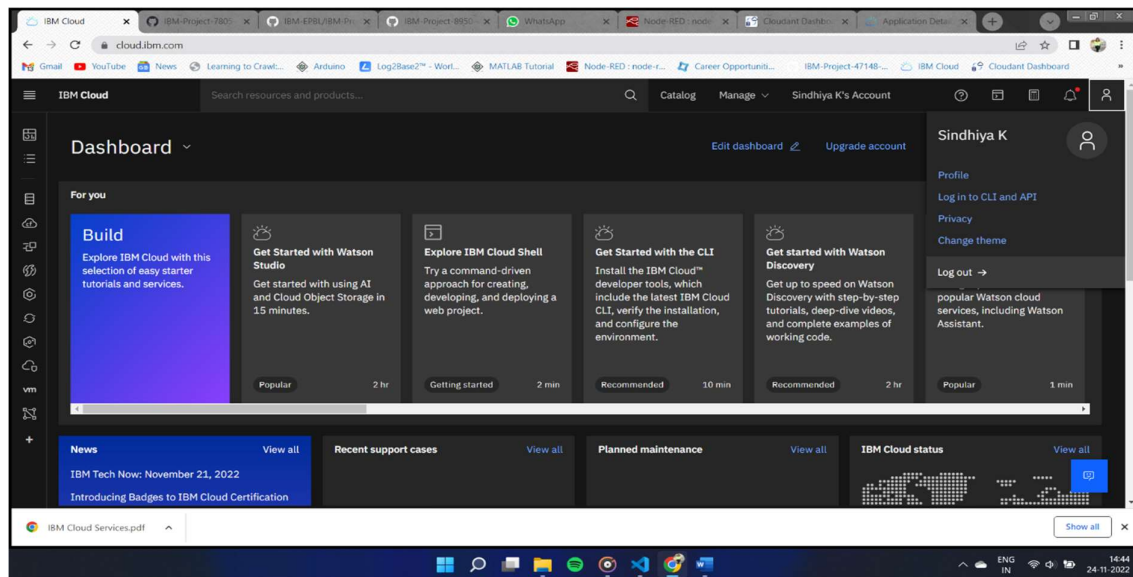 IBM Cloud
IBM-Project-7805
IBM-EPBL/IBM-Pro
IBM-Project-8850
WhatsApp
Node-RED : node
Cloudant Dashboa
Application Detail
cloud.ibm.com
Gmail
YouTube
News
Learning to Crawl:...
Arduino
Log2Base2™ - Worl...
MATLAB Tutorial
Node-RED : node-r...
Career Opportuniti...
IBM-Project-47148-...
IBM Cloud
Cloudant Dashboard
»
IBM Cloud
Search resources and products...
Catalog
Manage
Sindhiya K's Account
Dashboard
Edit dashboard
Upgrade account
Sindhiya K
Profile
Log in to CLI and API
Privacy
Change theme
Log out →
For you
Build
Explore IBM Cloud with this
selection of easy starter
tutorials and services.
Get Started with Watson
Studio
Get started with using AI
and Cloud Object Storage in
15 minutes.
Popular
2 hr
Explore IBM Cloud Shell
Try a command-driven
approach for creating,
developing, and deploying a
web project.
Getting started
2 min
Get Started with the CLI
Install the IBM Cloud™
developer tools, which
include the latest IBM Cloud
CLI, verify the installation,
and configure the
environment.
Recommended
10 min
Get started with Watson
Discovery
Get up to speed on Watson
Discovery with step-by-step
tutorials, deep-dive videos,
and complete examples of
working code.
Recommended
2 hr
popular Watson cloud
services, including Watson
Assistant.
Popular
1 min
vm
News
View all
IBM Tech Now: November 21, 2022
Introducing Badges to IBM Cloud Certification
Recent support cases
View all
Planned maintenance
View all
IBM Cloud status
View all
IBM Cloud Services.pdf
Show all
ENG
IN
14:44
24-11-2022